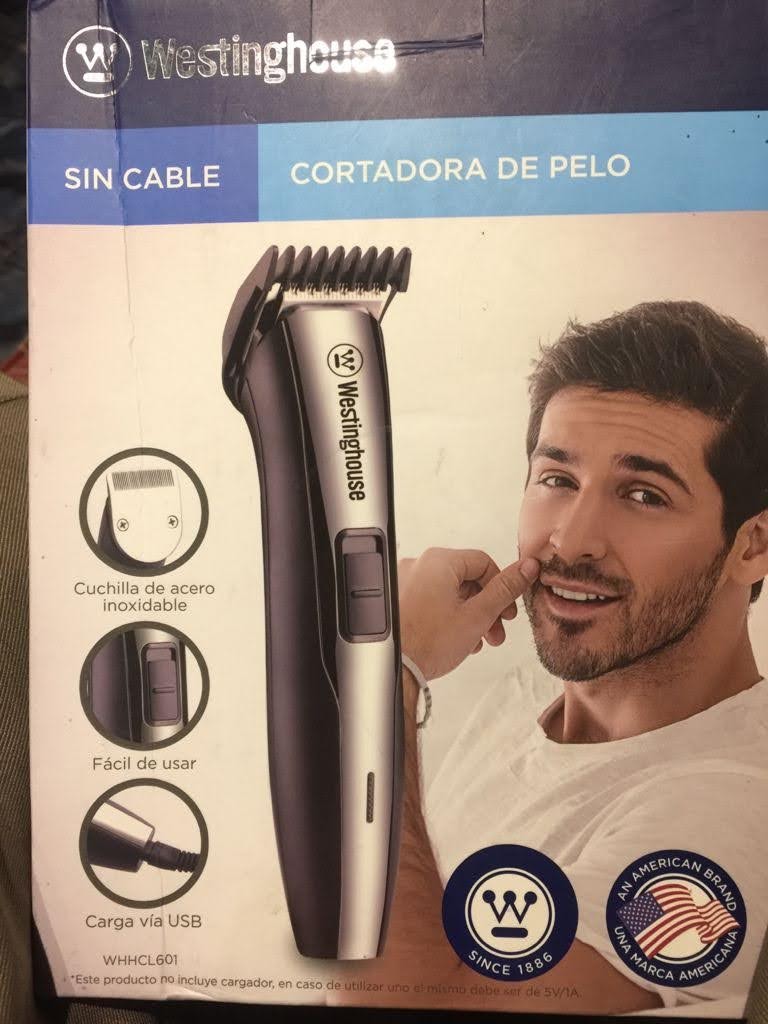 Westinghouse
SIN CABLE
CORTADORA DE PELO
Westinghouse
Cuchilla de acero
inoxidable
Fácil de usar
Carga vía USB
WHHCL601
*Este producto no incluye cargador, en caso de utilizar uno el mismo debe ser de 5V/1A.
W
SINCE 1886
AN AMERICAN BRAND
UNA MARCA AMERICANA